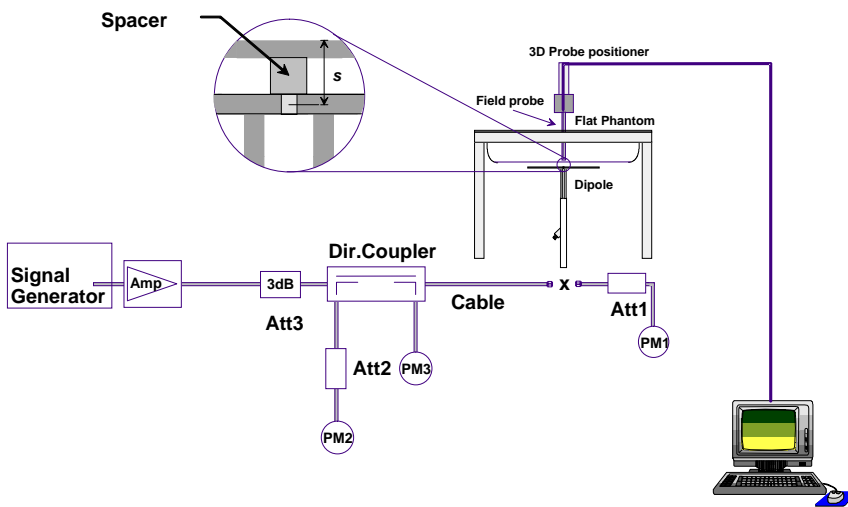 Spacer
s
3D Probe positioner
Field probe
Flat Phantom
Dipole
Signal
Generator
Amp
3dB
Att3
Dir.Coupler
Cable
x
Att1
PM1
Att2
PM3
PM2